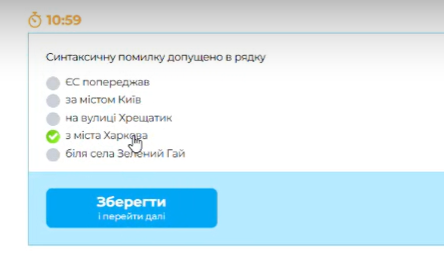 10:59
Синтаксичну помилку допущено в рядку
ЄС попереджав
за містом Київ
на вулиці Хрещатик
з міста Харкова
біля села Зелений Гай
Зберегти
і перейти далі